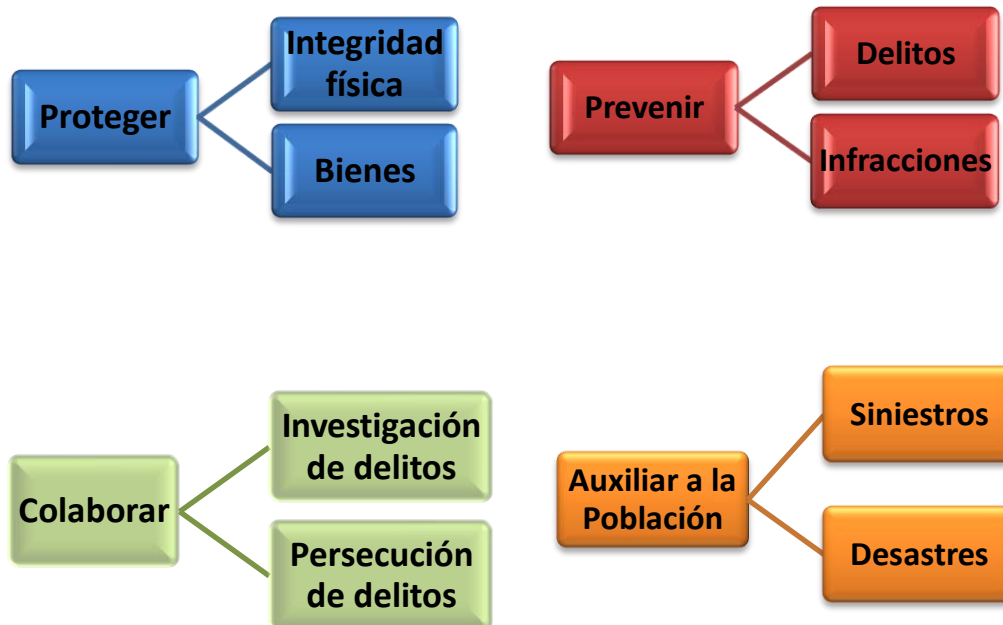 Proteger
Integridad
física
Bienes
Prevenir
Delitos
Infracciones
Colaborar
Investigación
de delitos
Persecución
de delitos
Auxiliar a la
Población
Siniestros
Desastres